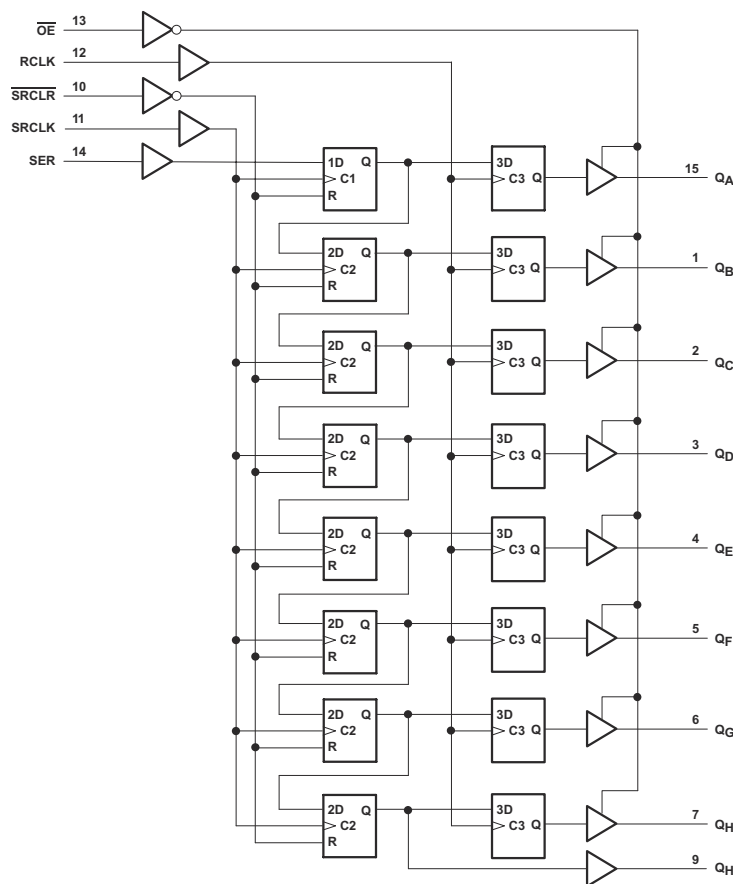 OE 13
RCLK 12
SRCLR 10
SRCLK 11
SER 14
1D Q 3D
C1 C3 Q 15 QA
R
2D Q 3D
C2 C3 Q 1 QB
R
2D Q 3D
C2 C3 Q 2 QC
R
2D Q 3D
C2 C3 Q 3 QD
R
2D Q 3D
C2 C3 Q 4 QE
R
2D Q 3D
C2 C3 Q 5 QF
R
2D Q 3D
C2 C3 Q 6 QG
R
2D Q 3D
C2 C3 Q 7 QH
R
9 QH